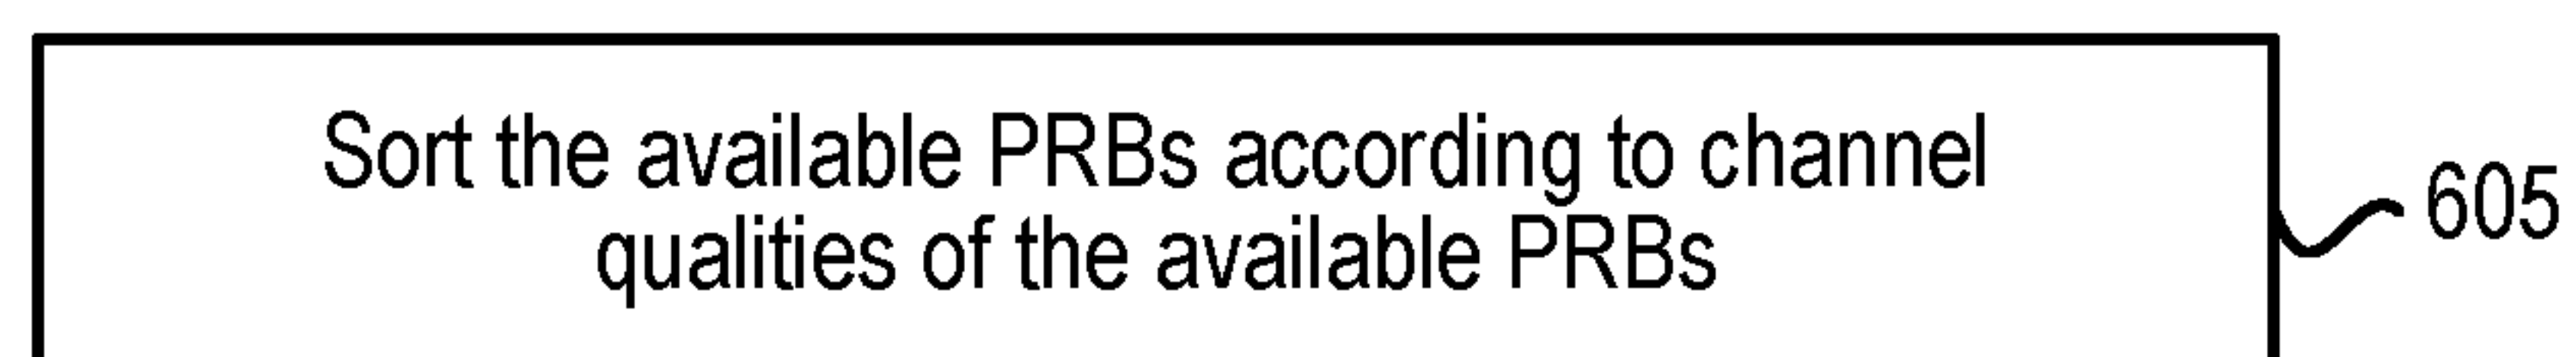 Sort the available PRBs according to channel
qualities of the available PRBs
605